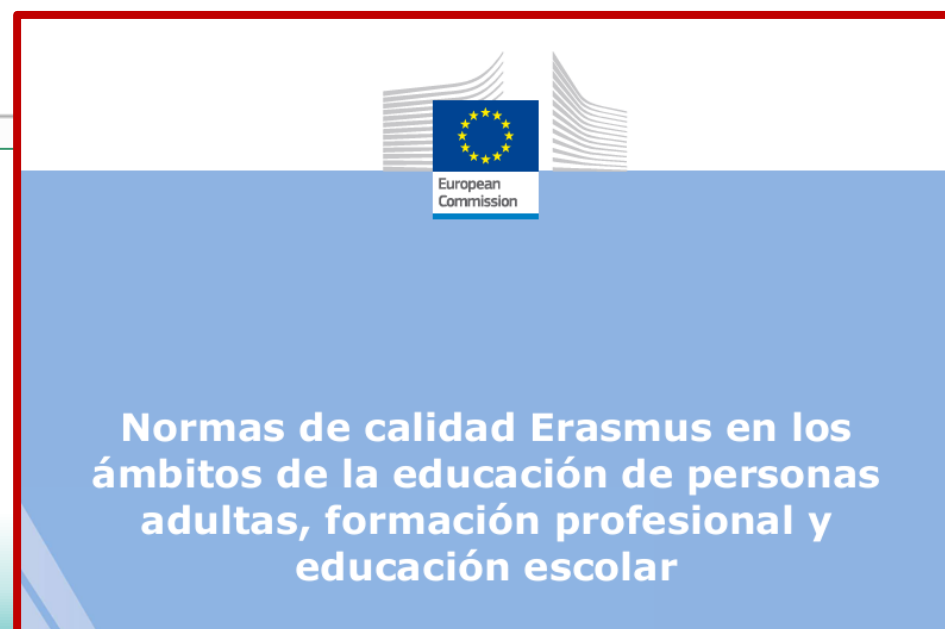 European
Commission
Normas de calidad Erasmus en los
ámbitos de la educación de personas
adultas, formación profesional y
educación escolar